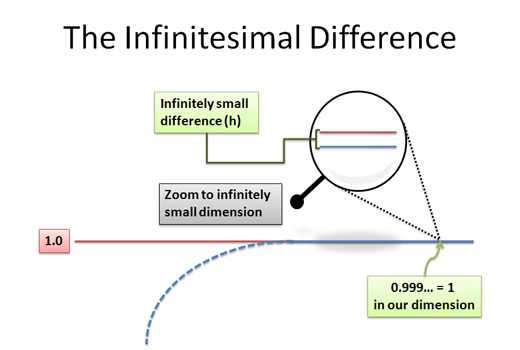 The Infinitesimal Difference
Infinitely small
difference (h)
Zoom to infinitely
small dimension
1.0
0.999... = 1
in our dimension